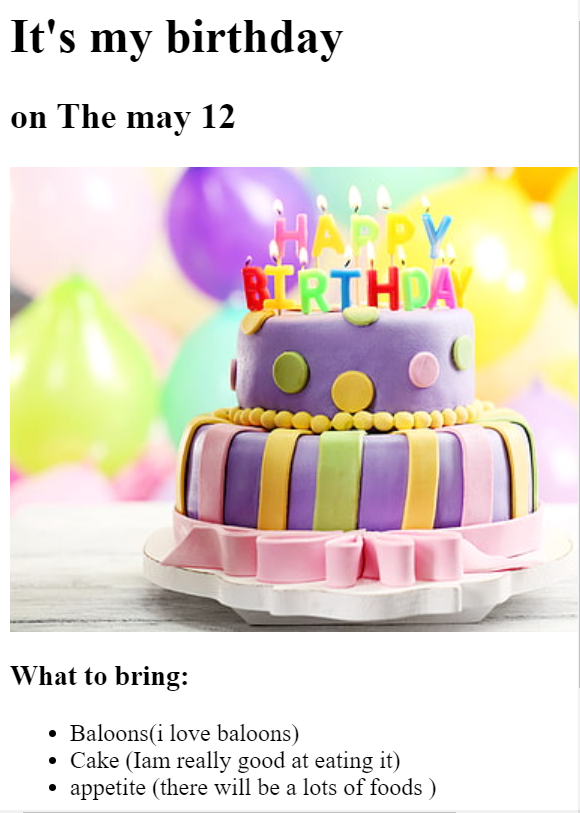 It's my birthday
on The may 12
HAPPY
BIRTHDAY
What to bring:
Baloons(i love baloons)
Cake (Iam really good at eating it)
appetite (there will be a lots of foods )